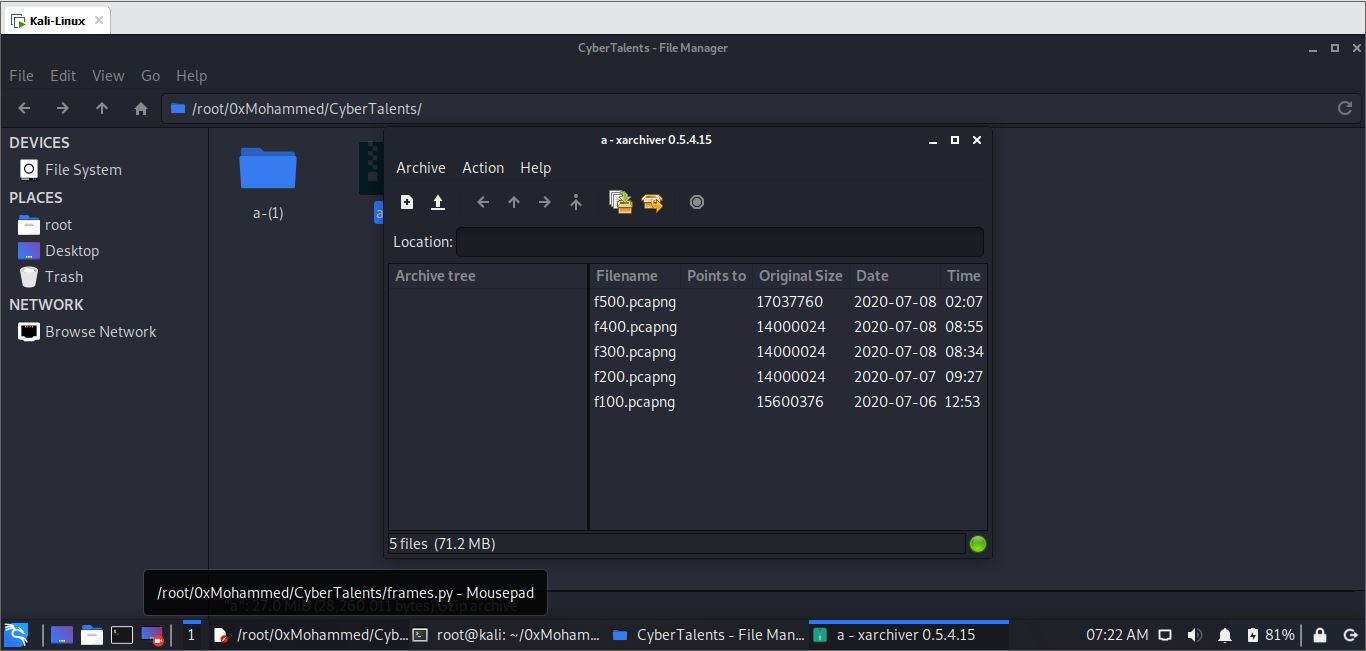 Kali-Linux
CyberTalents - File Manager
File Edit View Go Help
/root/0xMohammed/CyberTalents/
DEVICES
File System
PLACES
root
Desktop
Trash
NETWORK
Browse Network
a-(1)
a
a - xarchiver 0.5.4.15
Archive Action Help
Location:
Archive tree
Filename Points to Original Size Date Time
f500.pcapng 17037760 2020-07-08 02:07
f400.pcapng 14000024 2020-07-08 08:55
f300.pcapng 14000024 2020-07-08 08:34
f200.pcapng 14000024 2020-07-07 09:27
f100.pcapng 15600376 2020-07-06 12:53
5 files (71.2 MB)
/root/0xMohammed/CyberTalents/frames.py - Mousepad
"a": 27.0 MiB (28,260,011 bytes) Gzip archive
1 /root/0xMohammed/Cyb... root@kali: ~/0xMoham... CyberTalents - File Man... a - xarchiver 0.5.4.15 07:22 AM 81%